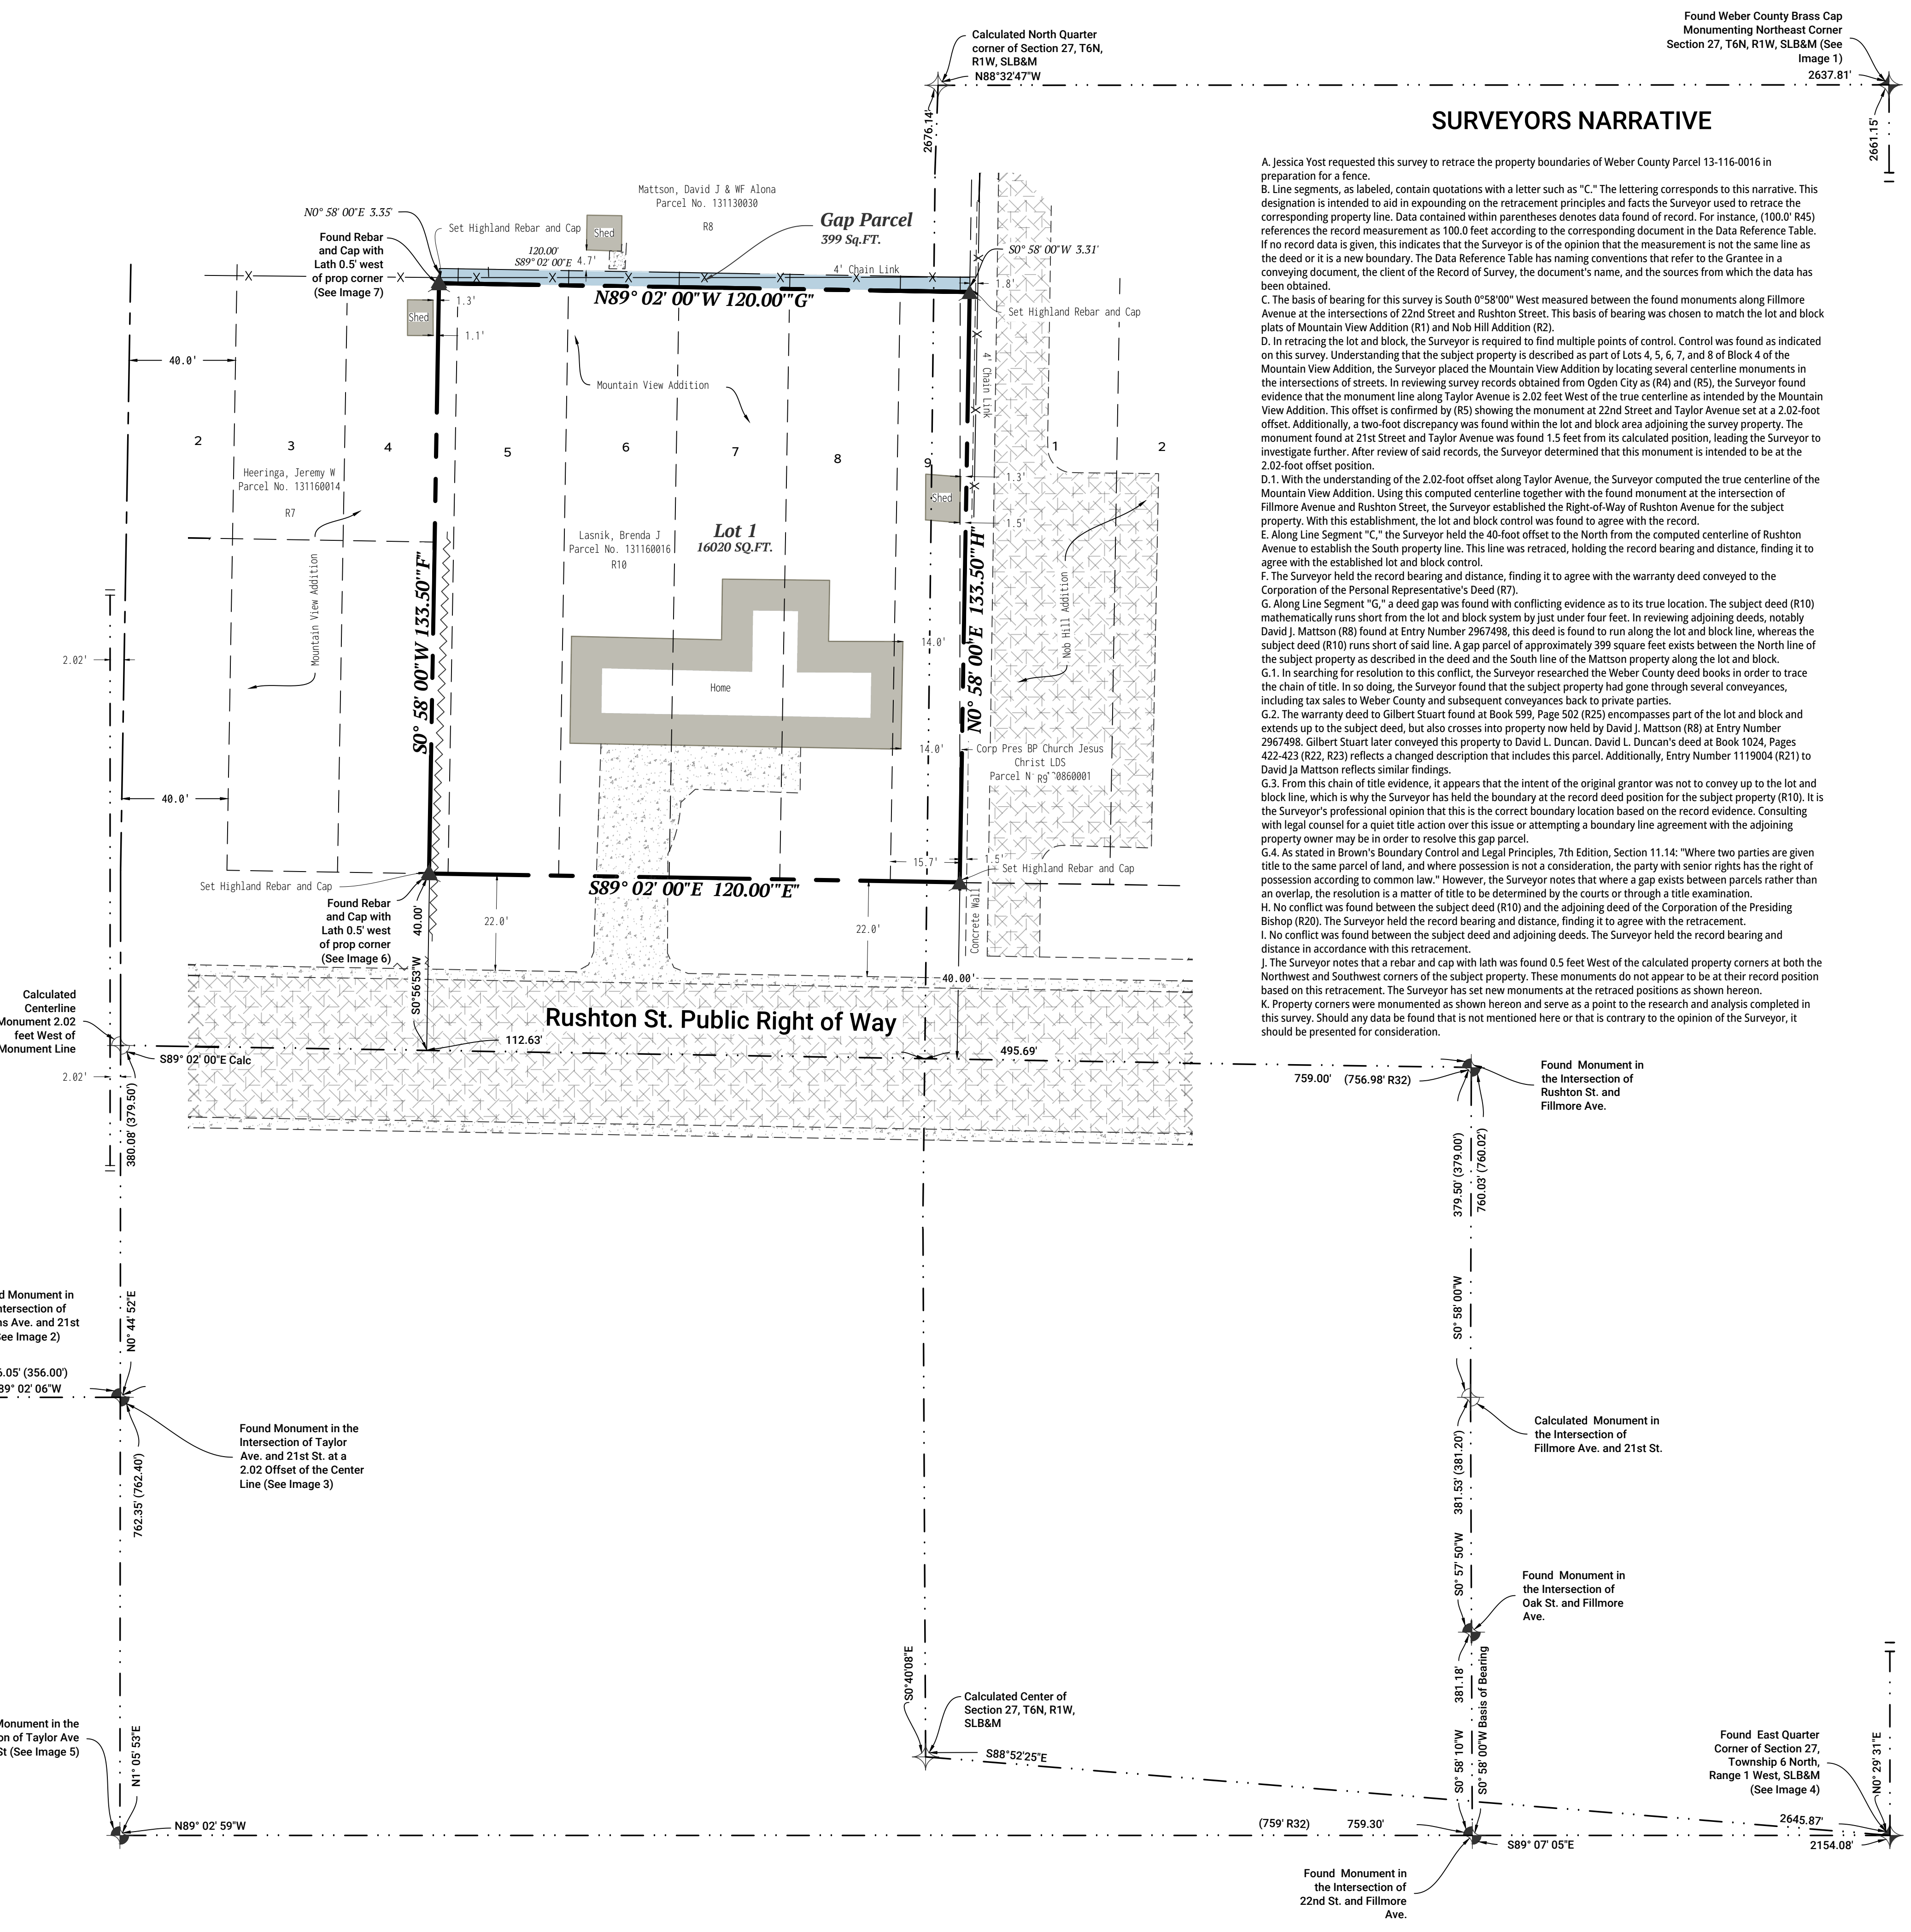 Calculated North Quarter
corner of Section 27, T6N,
R1W, SLB&M
N88°32'47"W
2676.14'
Found Weber County Brass Cap
Monumenting Northeast Corner
Section 27, T6N, R1W, SLB&M (See
Image 1)
2637.81'
2661.15'
SURVEYORS NARRATIVE
A. Jessica Yost requested this survey to retrace the property boundaries of Weber County Parcel 13-116-0016 in
preparation for a fence.
B. Line segments, as labeled, contain quotations with a letter such as "C." The lettering corresponds to this narrative. This
designation is intended to aid in expounding on the retracement principles and facts the Surveyor used to retrace the
corresponding property line. Data contained within parentheses denotes data found of record. For instance, (100.0' R45)
references the record measurement as 100.0 feet according to the corresponding document in the Data Reference Table.
If no record data is given, this indicates that the Surveyor is of the opinion that the measurement is not the same line as
the deed or it is a new boundary. The Data Reference Table has naming conventions that refer to the Grantee in a
conveying document, the client of the Record of Survey, the document's name, and the sources from which the data has
been obtained.
C. The basis of bearing for this survey is South 0°58'00" West measured between the found monuments along Fillmore
Avenue at the intersections of 22nd Street and Rushton Street. This basis of bearing was chosen to match the lot and block
plats of Mountain View Addition (R1) and Nob Hill Addition (R2).
D. In retracing the lot and block, the Surveyor is required to find multiple points of control. Control was found as indicated
on this survey. Understanding that the subject property is described as part of Lots 4, 5, 6, 7, and 8 of Block 4 of the
Mountain View Addition, the Surveyor placed the Mountain View Addition by locating several centerline monuments in
the intersections of streets. In reviewing survey records obtained from Ogden City as (R4) and (R5), the Surveyor found
evidence that the monument line along Taylor Avenue is 2.02 feet West of the true centerline as intended by the Mountain
View Addition. This offset is confirmed by (R5) showing the monument at 22nd Street and Taylor Avenue set at a 2.02-foot
offset. Additionally, a two-foot discrepancy was found within the lot and block area adjoining the survey property. The
monument found at 21st Street and Taylor Avenue was found 1.5 feet from its calculated position, leading the Surveyor to
investigate further. After review of said records, the Surveyor determined that this monument is intended to be at the
2.02-foot offset position.
D.1. With the understanding of the 2.02-foot offset along Taylor Avenue, the Surveyor computed the true centerline of the
Mountain View Addition. Using this computed centerline together with the found monument at the intersection of
Fillmore Avenue and Rushton Street, the Surveyor established the Right-of-Way of Rushton Avenue for the subject
property. With this establishment, the lot and block control was found to agree with the record.
E. Along Line Segment "C," the Surveyor held the 40-foot offset to the North from the computed centerline of Rushton
Avenue to establish the South property line. This line was retraced, holding the record bearing and distance, finding it to
agree with the established lot and block control.
F. The Surveyor held the record bearing and distance, finding it to agree with the warranty deed conveyed to the
Corporation of the Personal Representative's Deed (R7).
G. Along Line Segment "G," a deed gap was found with conflicting evidence as to its true location. The subject deed (R10)
mathematically runs short from the lot and block system by just under four feet. In reviewing adjoining deeds, notably
David J. Mattson (R8) found at Entry Number 2967498, this deed is found to run along the lot and block line, whereas the
subject deed (R10) runs short of said line. A gap parcel of approximately 399 square feet exists between the North line of
the subject property as described in the deed and the South line of the Mattson property along the lot and block.
G.1. In searching for resolution to this conflict, the Surveyor researched the Weber County deed books in order to trace
the chain of title. In so doing, the Surveyor found that the subject property had gone through several conveyances,
including tax sales to Weber County and subsequent conveyances back to private parties.
G.2. The warranty deed to Gilbert Stuart found at Book 599, Page 502 (R25) encompasses part of the lot and block and
extends up to the subject deed, but also crosses into property now held by David J. Mattson (R8) at Entry Number
2967498. Gilbert Stuart later conveyed this property to David L. Duncan. David L. Duncan's deed at Book 1024, Pages
422-423 (R22, R23) reflects a changed description that includes this parcel. Additionally, Entry Number 1119004 (R21) to
David Ja Mattson reflects similar findings.
G.3. From this chain of title evidence, it appears that the intent of the original grantor was not to convey up to the lot and
block line, which is why the Surveyor has held the boundary at the record deed position for the subject property (R10). It is
the Surveyor's professional opinion that this is the correct boundary location based on the record evidence. Consulting
with legal counsel for a quiet title action over this issue or attempting a boundary line agreement with the adjoining
property owner may be in order to resolve this gap parcel.
G.4. As stated in Brown's Boundary Control and Legal Principles, 7th Edition, Section 11.14: "Where two parties are given
title to the same parcel of land, and where possession is not a consideration, the party with senior rights has the right of
possession according to common law." However, the Surveyor notes that where a gap exists between parcels rather than
an overlap, the resolution is a matter of title to be determined by the courts or through a title examination.
H. No conflict was found between the subject deed (R10) and the adjoining deed of the Corporation of the Presiding
Bishop (R20). The Surveyor held the record bearing and distance, finding it to agree with the retracement.
I. No conflict was found between the subject deed and adjoining deeds. The Surveyor held the record bearing and
distance in accordance with this retracement.
J. The Surveyor notes that a rebar and cap with lath was found 0.5 feet West of the calculated property corners at both the
Northwest and Southwest corners of the subject property. These monuments do not appear to be at their record position
based on this retracement. The Surveyor has set new monuments at the retraced positions as shown hereon.
K. Property corners were monumented as shown hereon and serve as a point to the research and analysis completed in
this survey. Should any data be found that is not mentioned here or that is contrary to the opinion of the Surveyor, it
should be presented for consideration.
Mattson, David J & WF Alona
Parcel No. 131130030
R8
Gap Parcel
399 Sq.FT.
N0° 58' 00"E 3.35'
Set Highland Rebar and Cap
Shed
120.00'
S89° 02' 00"E
4.7'
4' Chain Link
S0° 58' 00"W 3.31'
Found Rebar
and Cap with
Lath 0.5' west
of prop corner
(See Image 7)
X X X X X X X X
1.8'
N89° 02' 00"W 120.00'"G"
Set Highland Rebar and Cap
Shed
1.3'
1.1'
40.0'
Mountain View Addition
4' Chain Link
X X X X
2 3 4 5 6 7 8 9 1 2
Heeringa, Jeremy W
Parcel No. 131160014
R7
Mountain View Addition
S0° 58' 00"W 133.50'"F"
Lasnik, Brenda J
Parcel No. 131160016
R10
Lot 1
16020 SQ.FT.
Shed
1.3'
1.5'
N0° 58' 00"E 133.50'"H"
Nob Hill Addition
Home
14.0'
14.0'
2.02'
Corp Pres BP Church Jesus
Christ LDS
R9
40.0'
15.7'
1.5'
Set Highland Rebar and Cap
S89° 02' 00"E 120.00'"E"
Set Highland Rebar and Cap
Found Rebar
and Cap with
Lath 0.5' west
of prop corner
(See Image 6)
40.00'
S0°56'53"W
22.0'
22.0'
Concrete Wall
40.00'
Rushton St. Public Right of Way
Calculated
Centerline
Monument 2.02
feet West of
Monument Line
S89° 02' 00"E Calc
2.02'
380.08' (379.50')
112.63'
495.69'
759.00' (756.98' R32)
Found Monument in
the Intersection of
Rushton St. and
Fillmore Ave.
379.50' (379.00')
760.03' (760.02')
S0° 58' 00"W
d Monument in
ntersection of
ns Ave. and 21st
ee Image 2)
.05' (356.00')
89° 02' 06"W
N0° 44' 52"E
Found Monument in the
Intersection of Taylor
Ave. and 21st St. at a
2.02 Offset of the Center
Line (See Image 3)
762.35' (762.40')
Calculated Monument in
the Intersection of
Fillmore Ave. and 21st St.
381.53' (381.20')
S0° 57' 50"W
Found Monument in
the Intersection of
Oak St. and Fillmore
Ave.
381.18'
S0° 58' 10"W
S0° 58' 00"W Basis of Bearing
S0°40'08"E
Calculated Center of
Section 27, T6N, R1W,
SLB&M
S88°52'25"E
Monument in the
on of Taylor Ave
St (See Image 5)
N1° 05' 53"E
N89° 02' 59"W
(759' R32) 759.30'
Found East Quarter
Corner of Section 27,
Township 6 North,
Range 1 West, SLB&M
(See Image 4)
N0° 29' 31"E
2645.87'
S89° 07' 05"E
2154.08'
Found Monument in
the Intersection of
22nd St. and Fillmore
Ave.